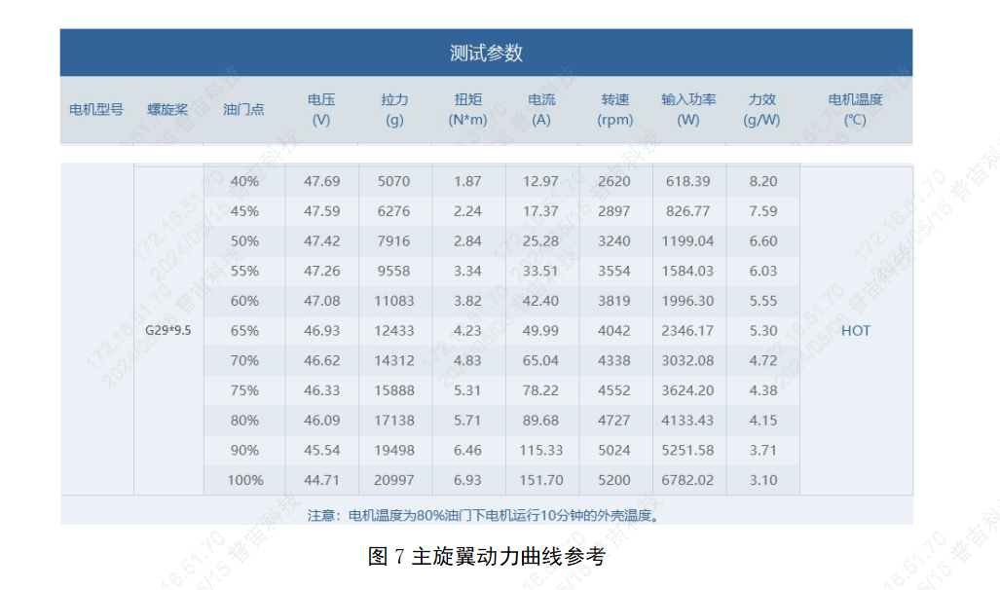 测试参数
电机型号 螺旋桨 油门点 电压 (V) 拉力 (g) 扭矩 (N*m) 电流 (A) 转速 (rpm) 输入功率 (W) 力效 (g/W) 电机温度 (℃)
40% 47.69 5070 1.87 12.97 2620 618.39 8.20
45% 47.59 6276 2.24 17.37 2897 826.77 7.59
50% 47.42 7916 2.84 25.28 3240 1199.04 6.60
55% 47.26 9558 3.34 33.51 3554 1584.03 6.03
60% 47.08 11083 3.82 42.40 3819 1996.30 5.55
G29*9.5 65% 46.93 12433 4.23 49.99 4042 2346.17 5.30 HOT
70% 46.62 14312 4.83 65.04 4338 3032.08 4.72
75% 46.33 15888 5.31 78.22 4552 3624.20 4.38
80% 46.09 17138 5.71 89.68 4727 4133.43 4.15
90% 45.54 19498 6.46 115.33 5024 5251.58 3.71
100% 44.71 20997 6.93 151.70 5200 6782.02 3.10
注意：电机温度为80%油门下电机运行10分钟的外壳温度。
图 7 主旋翼动力曲线参考
172.16.51.70
2024/05/15 普宙科技